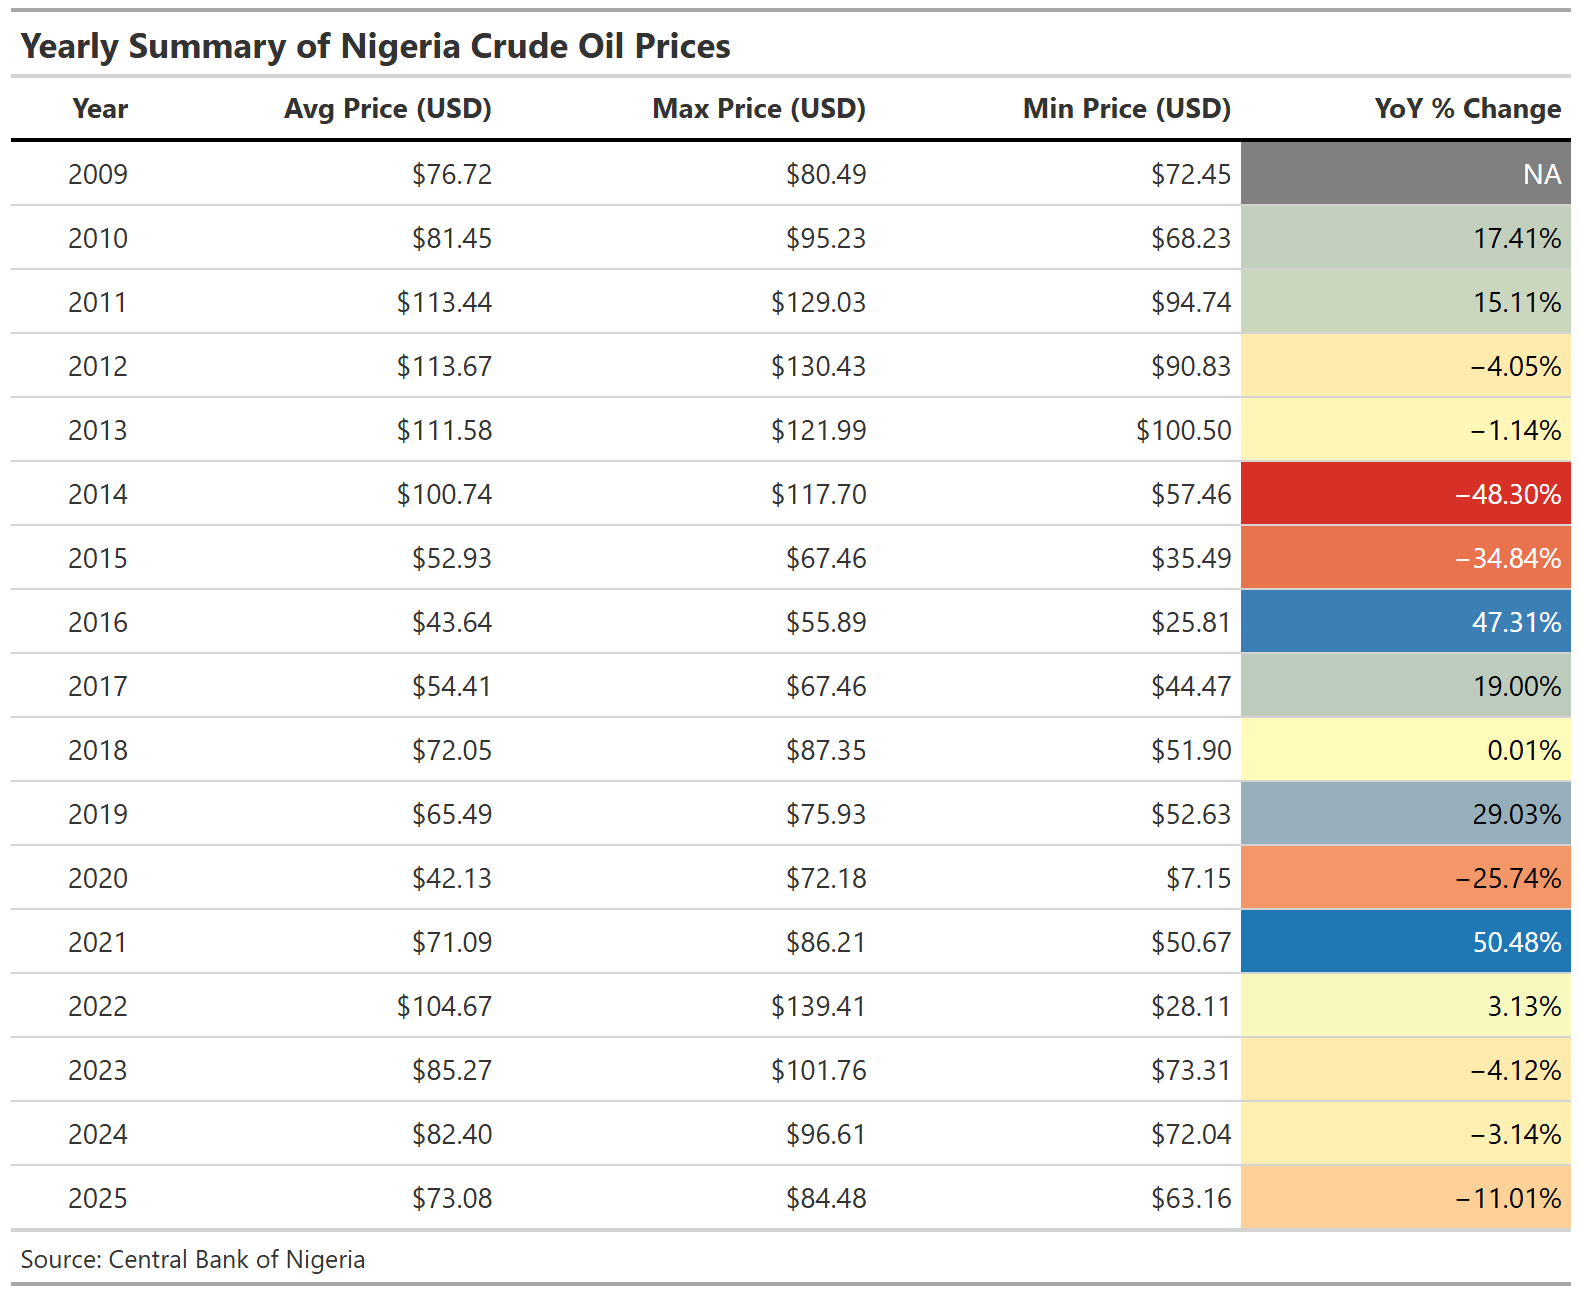 Yearly Summary of Nigeria Crude Oil Prices
Year Avg Price (USD) Max Price (USD) Min Price (USD) YoY % Change
2009 $76.72 $80.49 $72.45 NA
2010 $81.45 $95.23 $68.23 17.41%
2011 $113.44 $129.03 $94.74 15.11%
2012 $113.67 $130.43 $90.83 −4.05%
2013 $111.58 $121.99 $100.50 −1.14%
2014 $100.74 $117.70 $57.46 −48.30%
2015 $52.93 $67.46 $35.49 −34.84%
2016 $43.64 $55.89 $25.81 47.31%
2017 $54.41 $67.46 $44.47 19.00%
2018 $72.05 $87.35 $51.90 0.01%
2019 $65.49 $75.93 $52.63 29.03%
2020 $42.13 $72.18 $7.15 −25.74%
2021 $71.09 $86.21 $50.67 50.48%
2022 $104.67 $139.41 $28.11 3.13%
2023 $85.27 $101.76 $73.31 −4.12%
2024 $82.40 $96.61 $72.04 −3.14%
2025 $73.08 $84.48 $63.16 −11.01%
Source: Central Bank of Nigeria